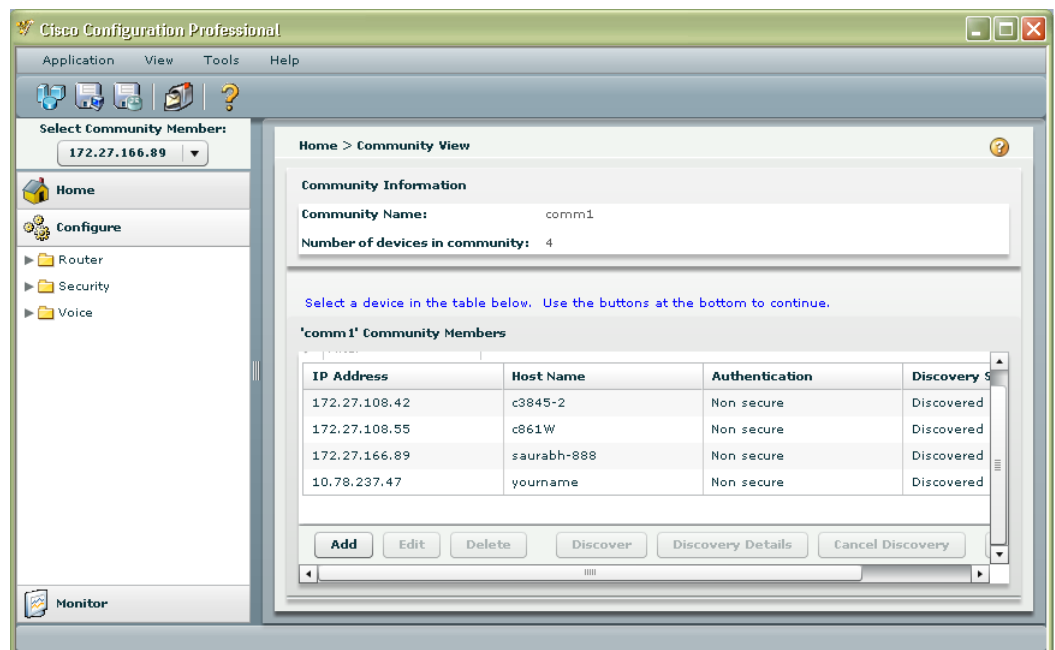 Cisco Configuration Professional
Application View Tools Help
Select Community Member:
172.27.166.89
Home
Configure
Router
Security
Voice
Monitor
Home > Community View
Community Information
Community Name: comm1
Number of devices in community: 4
Select a device in the table below. Use the buttons at the bottom to continue.
'comm1' Community Members
IP Address Host Name Authentication Discovery S
172.27.108.42 c3845-2 Non secure Discovered
172.27.108.55 c861W Non secure Discovered
172.27.166.89 saurabh-888 Non secure Discovered
10.78.237.47 yourname Non secure Discovered
Add Edit Delete Discover Discovery Details Cancel Discovery